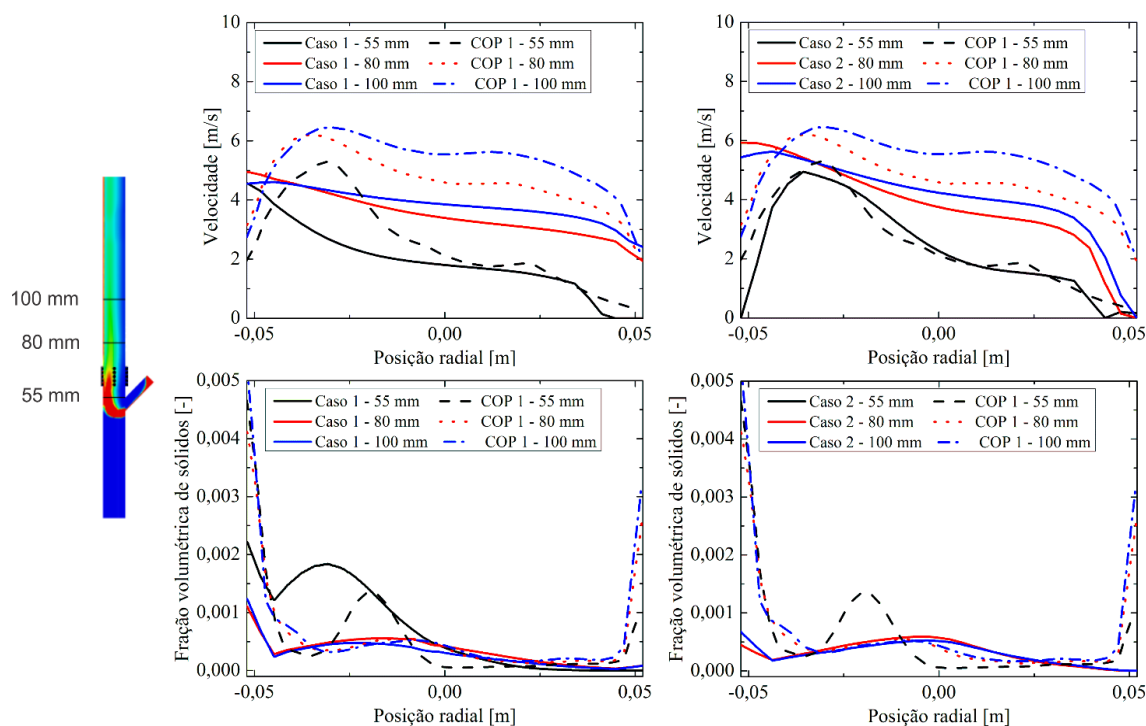 100 mm
80 mm
55 mm
10
8
6
4
2
0
Velocidade [m/s]
Caso 1 - 55 mm
Caso 1 - 80 mm
Caso 1 - 100 mm
COP 1 - 55 mm
COP 1 - 80 mm
COP 1 - 100 mm
-0,05
0,00
0,05
Posição radial [m]
10
8
6
4
2
0
Velocidade [m/s]
Caso 2 - 55 mm
Caso 2 - 80 mm
Caso 2 - 100 mm
COP 1 - 55 mm
COP 1 - 80 mm
COP 1 - 100 mm
-0,05
0,00
0,05
Posição radial [m]
0,005
0,004
0,003
0,002
0,001
0,000
Fração volumétrica de sólidos [-]
Caso 1 - 55 mm
Caso 1 - 80 mm
Caso 1 - 100 mm
COP 1 - 55 mm
COP 1 - 80 mm
COP 1 - 100 mm
-0,05
0,00
0,05
Posição radial [m]
0,005
0,004
0,003
0,002
0,001
0,000
Fração volumétrica de sólidos [-]
Caso 2 - 55 mm
Caso 2 - 80 mm
Caso 2 - 100 mm
COP 1 - 55 mm
COP 1 - 80 mm
COP 1 - 100 mm
-0,05
0,00
0,05
Posição radial [m]